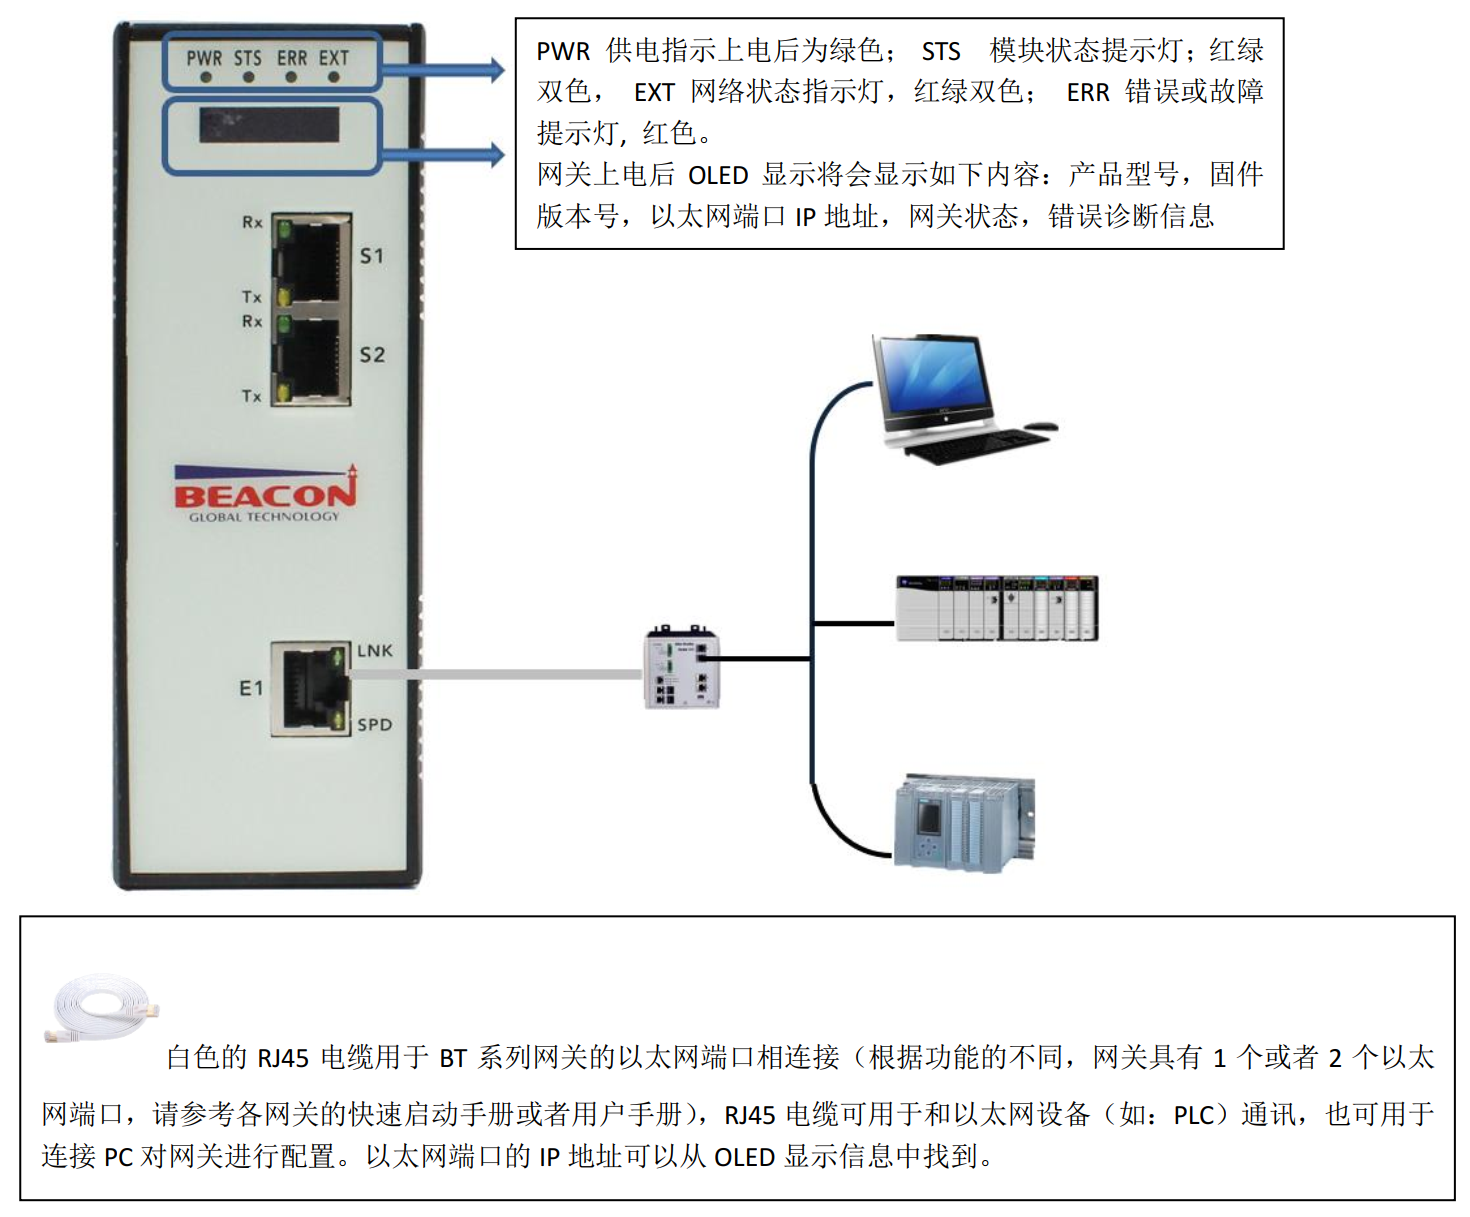 PWR STS ERR EXT
PWR 供电指示上电后为绿色； STS 模块状态提示灯；红绿
双色， EXT 网络状态指示灯，红绿双色； ERR 错误或故障
提示灯，红色。
网关上电后 OLED 显示将会显示如下内容：产品型号，固件
版本号，以太网端口 IP 地址，网关状态，错误诊断信息
Rx
S1
Tx
Rx
S2
Tx
BEACON
GLOBAL TECHNOLOGY
LNK
E1
SPD
白色的 RJ45 电缆用于 BT 系列网关的以太网端口相连接（根据功能的不同，网关具有 1 个或者 2 个以太
网端口，请参考各网关的快速启动手册或者用户手册），RJ45 电缆可用于和以太网设备（如：PLC）通讯，也可用于
连接 PC 对网关进行配置。以太网端口的 IP 地址可以从 OLED 显示信息中找到。